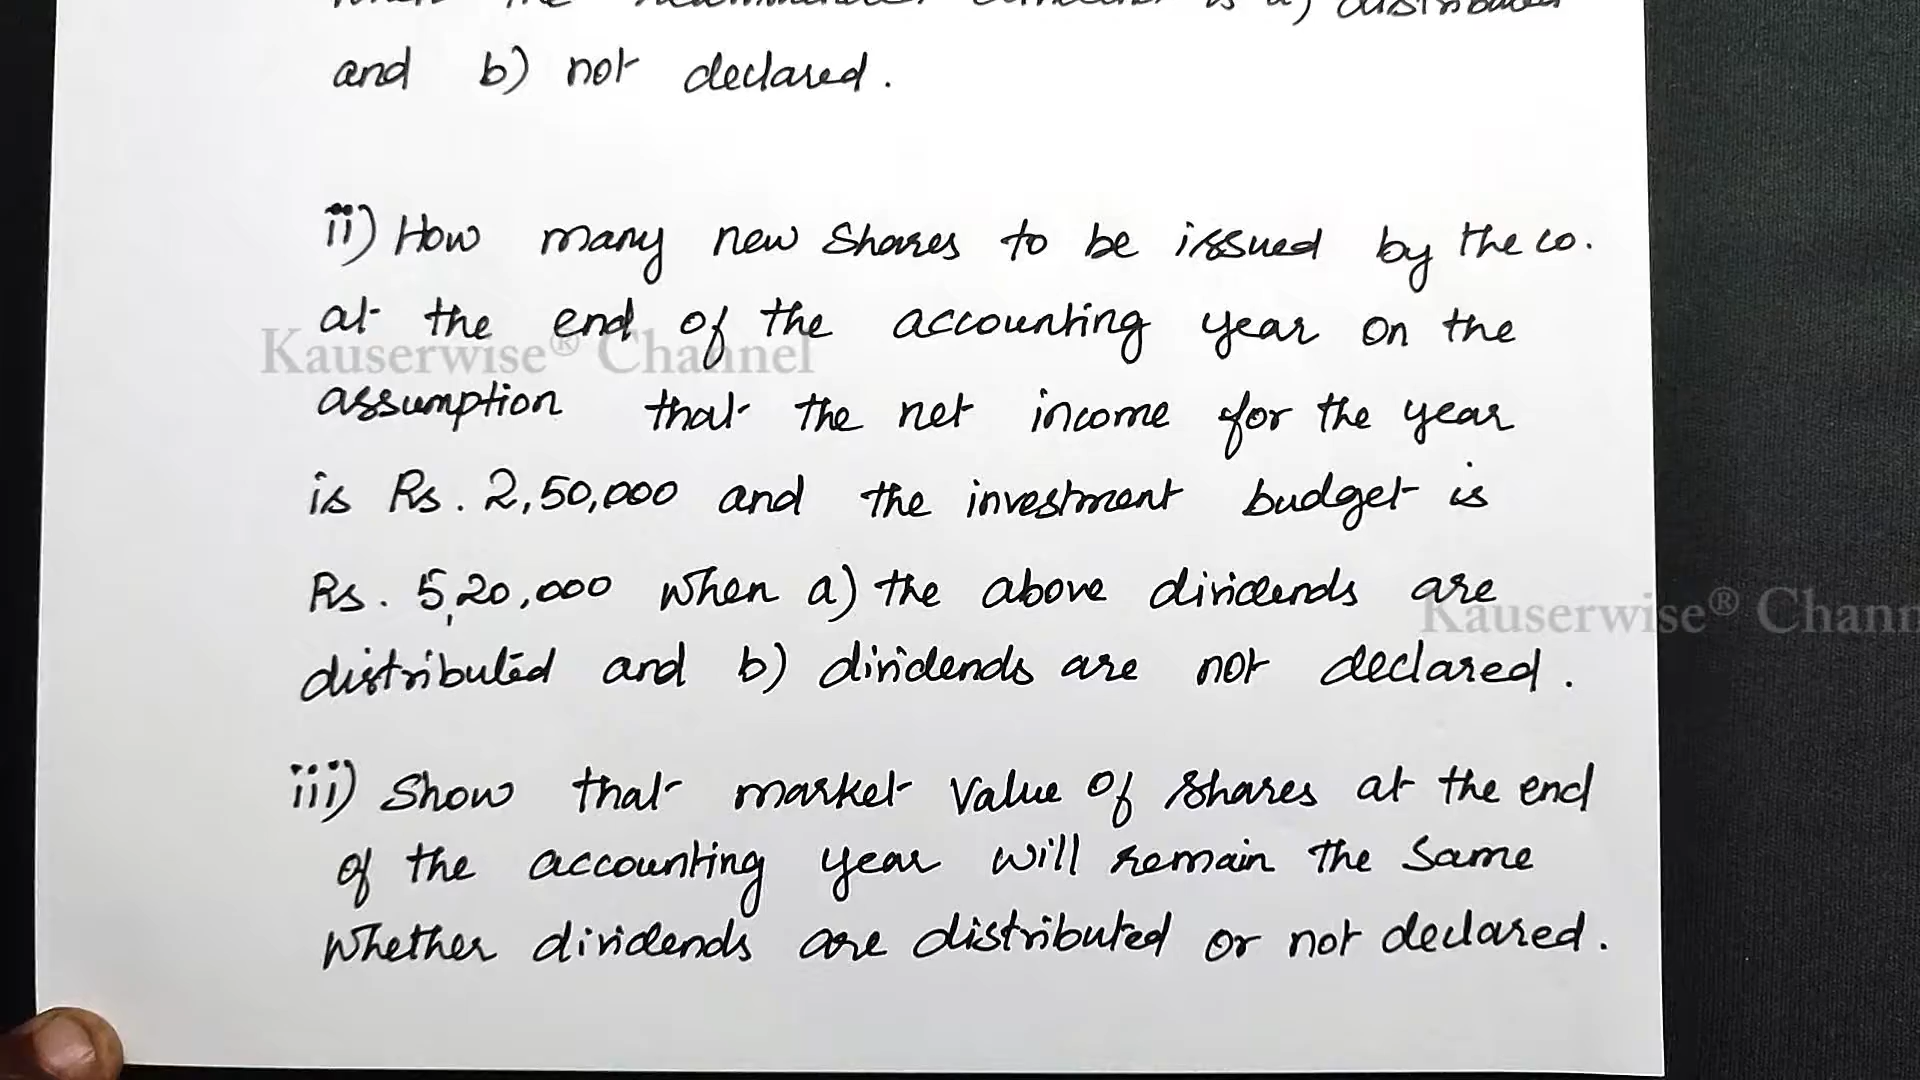 when the is a) distributed
and b) not declared.
ii) How many new shares to be issued by the co.
at the end of the accounting year on the
Kauserwise® Channel
assumption that the net income for the year
is Rs. 2,50,000 and the investment budget is
Rs. 5,20,000 when a) the above dividends are
Kauserwise® Chann
distributed and b) dividends are not declared.
iii) Show that market value of shares at the end
of the accounting year will remain the same
whether dividends are distributed or not declared.